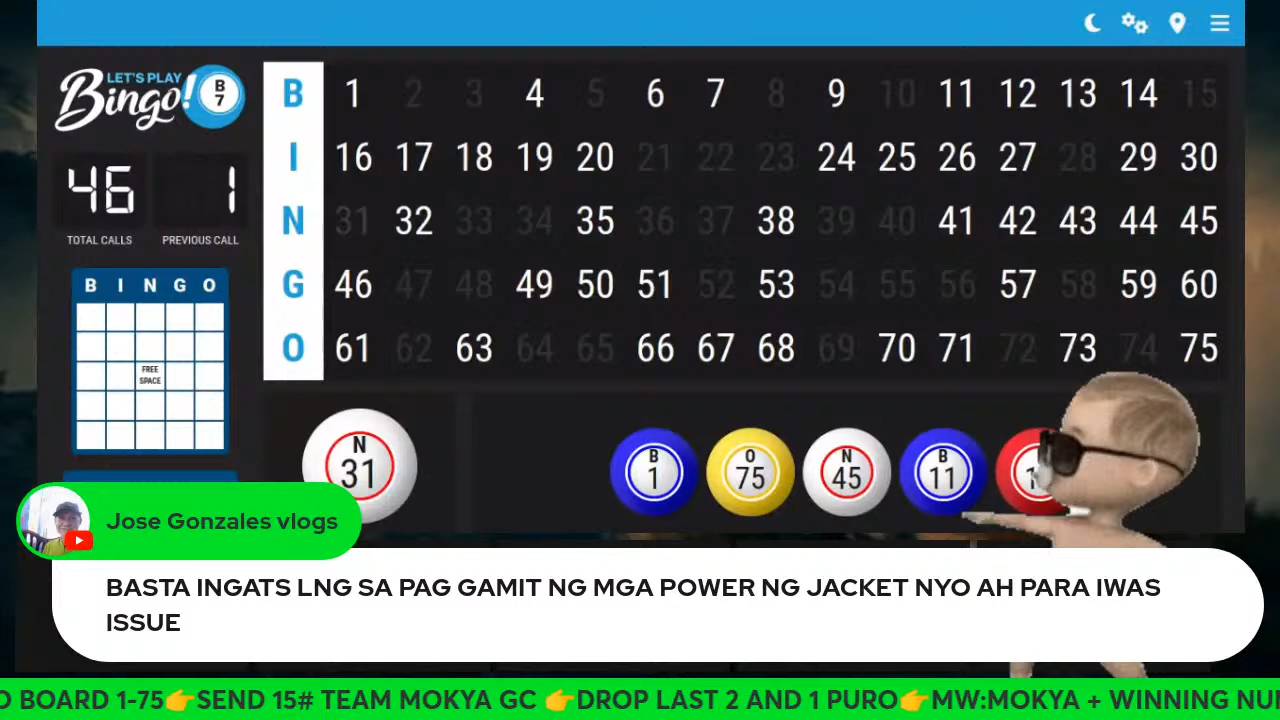 LET'S PLAY
Bingo!
B
7
46
1
TOTAL CALLS
PREVIOUS CALL
B I N G O
FREE
SPACE
B 1 2 3 4 5 6 7 8 9 10 11 12 13 14 15
I 16 17 18 19 20 21 22 23 24 25 26 27 28 29 30
N 31 32 33 34 35 36 37 38 39 40 41 42 43 44 45
G 46 47 48 49 50 51 52 53 54 55 56 57 58 59 60
O 61 62 63 64 65 66 67 68 69 70 71 72 73 74 75
N
31
B
1
O
75
N
45
B
11
Jose Gonzales vlogs
BASTA INGATS LNG SA PAG GAMIT NG MGA POWER NG JACKET NYO AH PARA IWAS
ISSUE
O BOARD 1-75👉SEND 15# TEAM MOKYA GC 👉DROP LAST 2 AND 1 PURO👉MW:MOKYA + WINNING